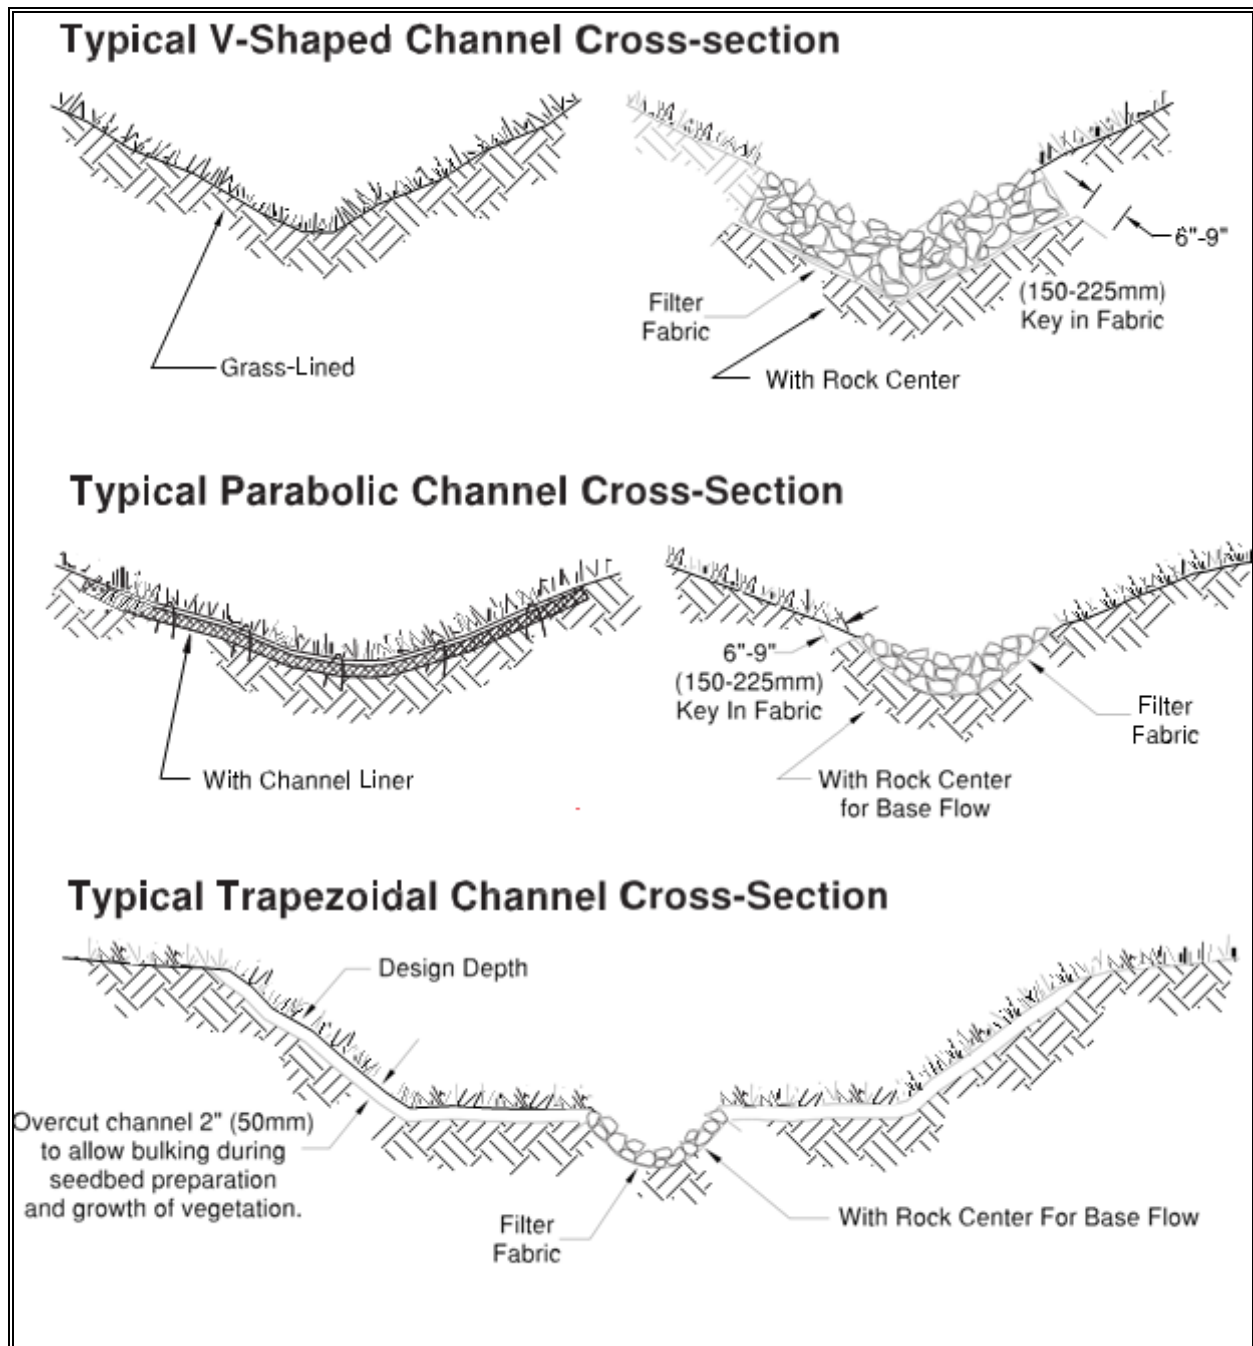 Typical V-Shaped Channel Cross-section
6"-9"
Filter
Fabric
(150-225mm)
Key in Fabric
Grass-Lined
With Rock Center
Typical Parabolic Channel Cross-Section
6"-9"
(150-225mm)
Key In Fabric
Filter
Fabric
With Channel Liner
With Rock Center
for Base Flow
Typical Trapezoidal Channel Cross-Section
Design Depth
Overcut channel 2" (50mm)
to allow bulking during
seedbed preparation
and growth of vegetation.
Filter
Fabric
With Rock Center For Base Flow